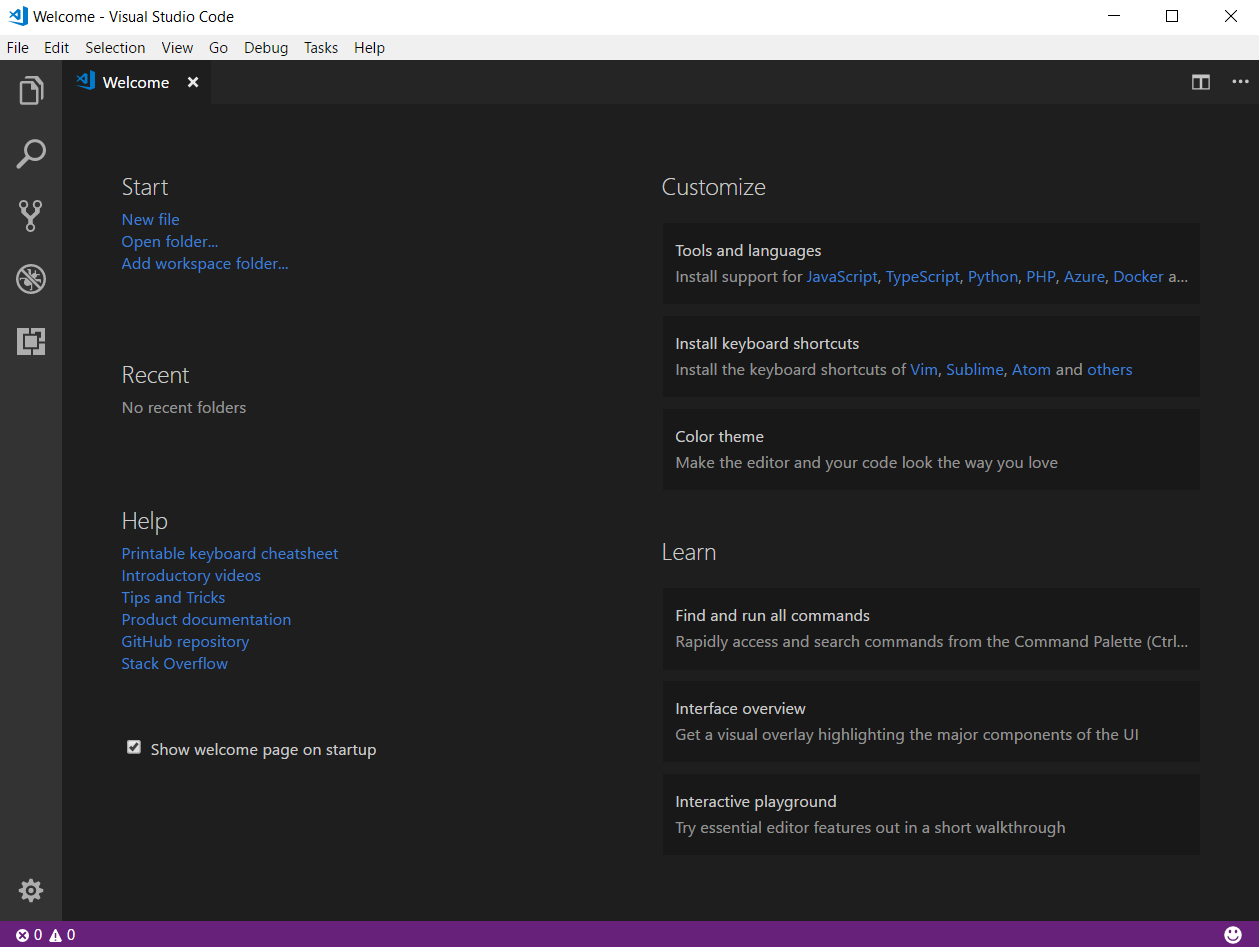 Welcome - Visual Studio Code
File Edit Selection View Go Debug Tasks Help
Welcome
Start
New file
Open folder...
Add workspace folder...
Recent
No recent folders
Help
Printable keyboard cheatsheet
Introductory videos
Tips and Tricks
Product documentation
GitHub repository
Stack Overflow
Show welcome page on startup
Customize
Tools and languages
Install support for JavaScript, TypeScript, Python, PHP, Azure, Docker a...
Install keyboard shortcuts
Install the keyboard shortcuts of Vim, Sublime, Atom and others
Color theme
Make the editor and your code look the way you love
Learn
Find and run all commands
Rapidly access and search commands from the Command Palette (Ctrl...
Interface overview
Get a visual overlay highlighting the major components of the UI
Interactive playground
Try essential editor features out in a short walkthrough
0 0